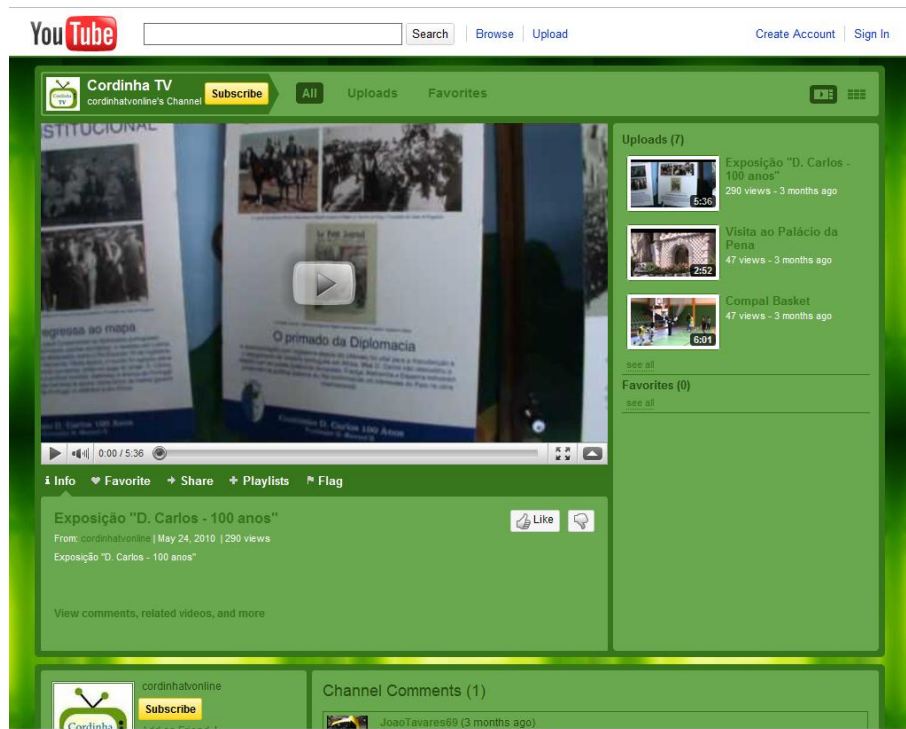 You Tube
Search Browse Upload Create Account Sign In
Cordinha TV
cordinhatvonline's Channel
Subscribe
All Uploads Favorites
STITUCIONAL
regressa ao mapa
Le Petit Journal
O primado da Diplomacia
0:00 / 5:36
Info Favorite Share Playlists Flag
Exposição "D. Carlos - 100 anos"
From: cordinhatvonline | May 24, 2010 | 290 views
Exposição "D. Carlos - 100 anos"
Like
View comments, related videos, and more
Uploads (7)
5:36
Exposição "D. Carlos -
100 anos"
290 views - 3 months ago
2:52
Visita ao Palácio da
Pena
47 views - 3 months ago
6:01
Compal Basket
47 views - 3 months ago
see all
Favorites (0)
see all
Cordinha
cordinhatvonline
Subscribe
Channel Comments (1)
JoaoTavares69 (3 months ago)